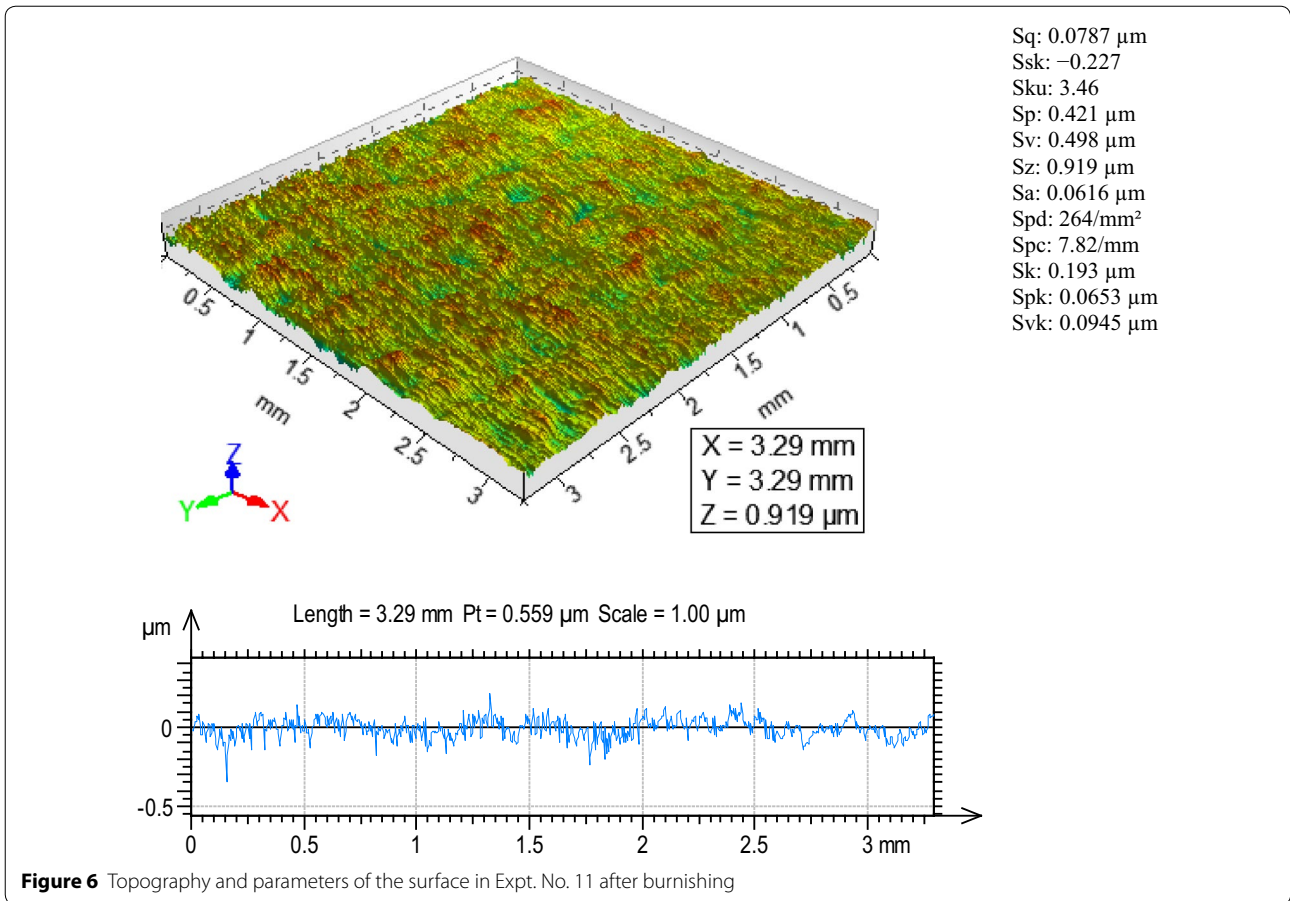 Sq: 0.0787 µm
Ssk: −0.227
Sku: 3.46
Sp: 0.421 µm
Sv: 0.498 µm
Sz: 0.919 µm
Sa: 0.0616 µm
Spd: 264/mm²
Spc: 7.82/mm
Sk: 0.193 µm
Spk: 0.0653 µm
Svk: 0.0945 µm
0.5
1
1.5
2
2.5
3
mm
0.5
1
1.5
2
2.5
3
mm
X = 3.29 mm
Y = 3.29 mm
Z = 0.919 µm
Z
Y
X
Length = 3.29 mm Pt = 0.559 µm Scale = 1.00 µm
µm
0
-0.5
0 0.5 1 1.5 2 2.5 3 mm
Figure 6 Topography and parameters of the surface in Expt. No. 11 after burnishing